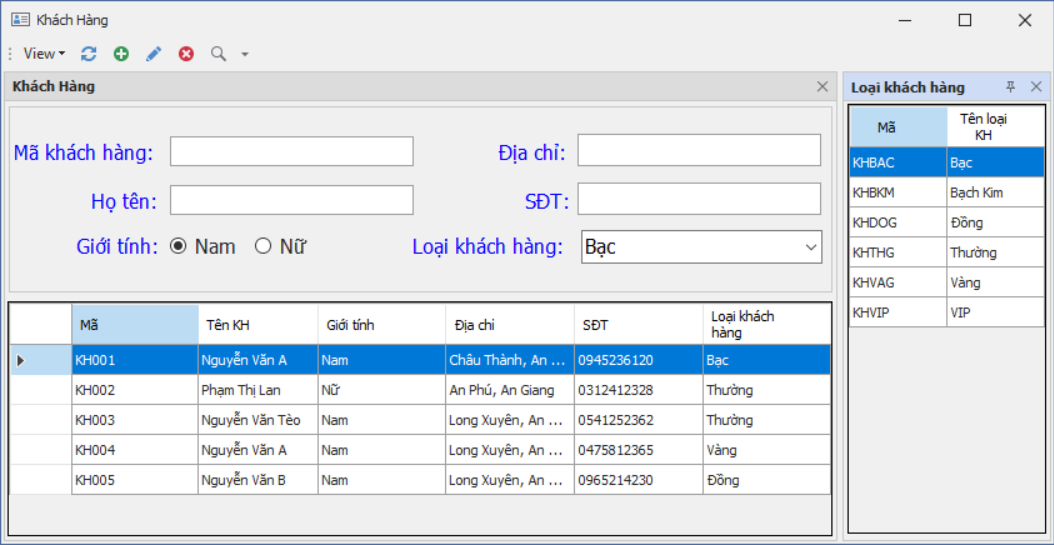 Khách Hàng
View
Khách Hàng
Mã khách hàng:
Địa chỉ:
Họ tên:
SĐT:
Giới tính: Nam Nữ
Loại khách hàng: Bạc
Mã Tên KH Giới tính Địa chỉ SĐT Loại khách hàng
KH001 Nguyễn Văn A Nam Châu Thành, An ... 0945236120 Bạc
KH002 Phạm Thị Lan Nữ An Phú, An Giang 0312412328 Thường
KH003 Nguyễn Văn Tèo Nam Long Xuyên, An ... 0541252362 Thường
KH004 Nguyễn Văn A Nam Long Xuyên, An ... 0475812365 Vàng
KH005 Nguyễn Văn B Nam Long Xuyên, An ... 0965214230 Đồng
Loại khách hàng
Mã Tên loại KH
KHBAC Bạc
KHBKM Bạch Kim
KHDOG Đồng
KHTHG Thường
KHVAG Vàng
KHVIP VIP